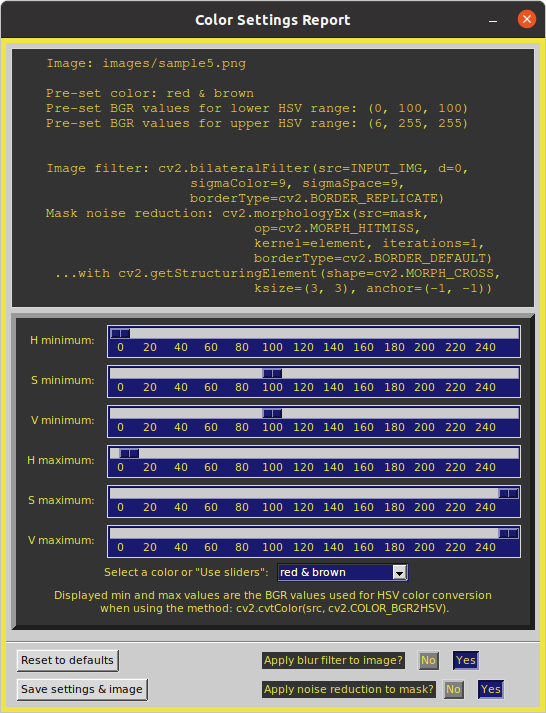 Color Settings Report
Image: images/sample5.png
Pre-set color: red & brown
Pre-set BGR values for lower HSV range: (0, 100, 100)
Pre-set BGR values for upper HSV range: (6, 255, 255)
Image filter: cv2.bilateralFilter(src=INPUT_IMG, d=0,
sigmaColor=9, sigmaSpace=9,
borderType=cv2.BORDER_REPLICATE)
Mask noise reduction: cv2.morphologyEx(src=mask,
op=cv2.MORPH_HITMISS,
kernel=element, iterations=1,
borderType=cv2.BORDER_DEFAULT)
...with cv2.getStructuringElement(shape=cv2.MORPH_CROSS,
ksize=(3, 3), anchor=(-1, -1))
H minimum:
0 20 40 60 80 100 120 140 160 180 200 220 240
S minimum:
0 20 40 60 80 100 120 140 160 180 200 220 240
V minimum:
0 20 40 60 80 100 120 140 160 180 200 220 240
H maximum:
0 20 40 60 80 100 120 140 160 180 200 220 240
S maximum:
0 20 40 60 80 100 120 140 160 180 200 220 240
V maximum:
0 20 40 60 80 100 120 140 160 180 200 220 240
Select a color or "Use sliders": red & brown
Displayed min and max values are the BGR values used for HSV color conversion
when using the method: cv2.cvtColor(src, cv2.COLOR_BGR2HSV).
Reset to defaults Apply blur filter to image? No Yes
Save settings & image Apply noise reduction to mask? No Yes